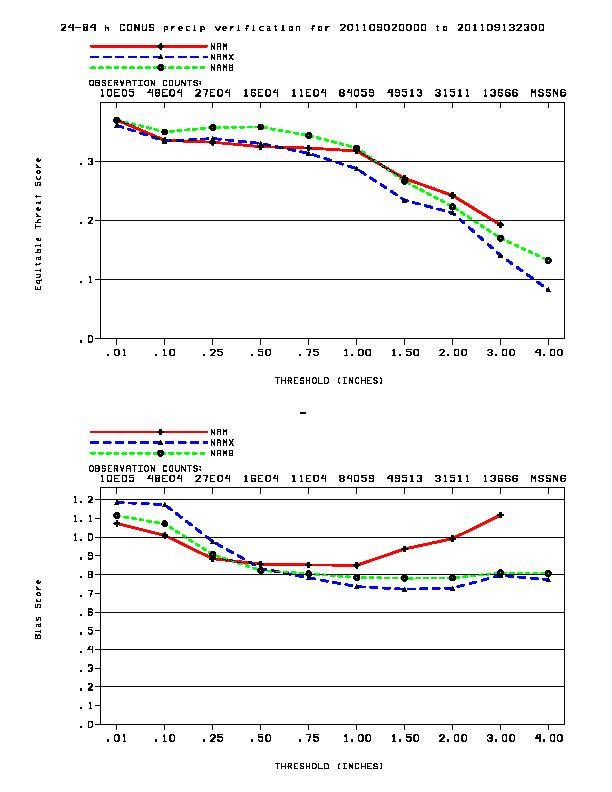 24-84 h CONUS precip verification for 201109020000 to 201109132300
NAM
NAMX
NAMB
OBSERVATION COUNTS:
10E05 48E04 27E04 16E04 11E04 84059 49513 31511 13666 MSSNG
.3
.2
.1
.0
Equitable Threat Score
.01 .10 .25 .50 .75 1.00 1.50 2.00 3.00 4.00
THRESHOLD (INCHES)
NAM
NAMX
NAMB
OBSERVATION COUNTS:
10E05 48E04 27E04 16E04 11E04 84059 49513 31511 13666 MSSNG
1.2
1.1
1.0
.9
.8
.7
.6
.5
.4
.3
.2
.1
.0
Bias Score
.01 .10 .25 .50 .75 1.00 1.50 2.00 3.00 4.00
THRESHOLD (INCHES)